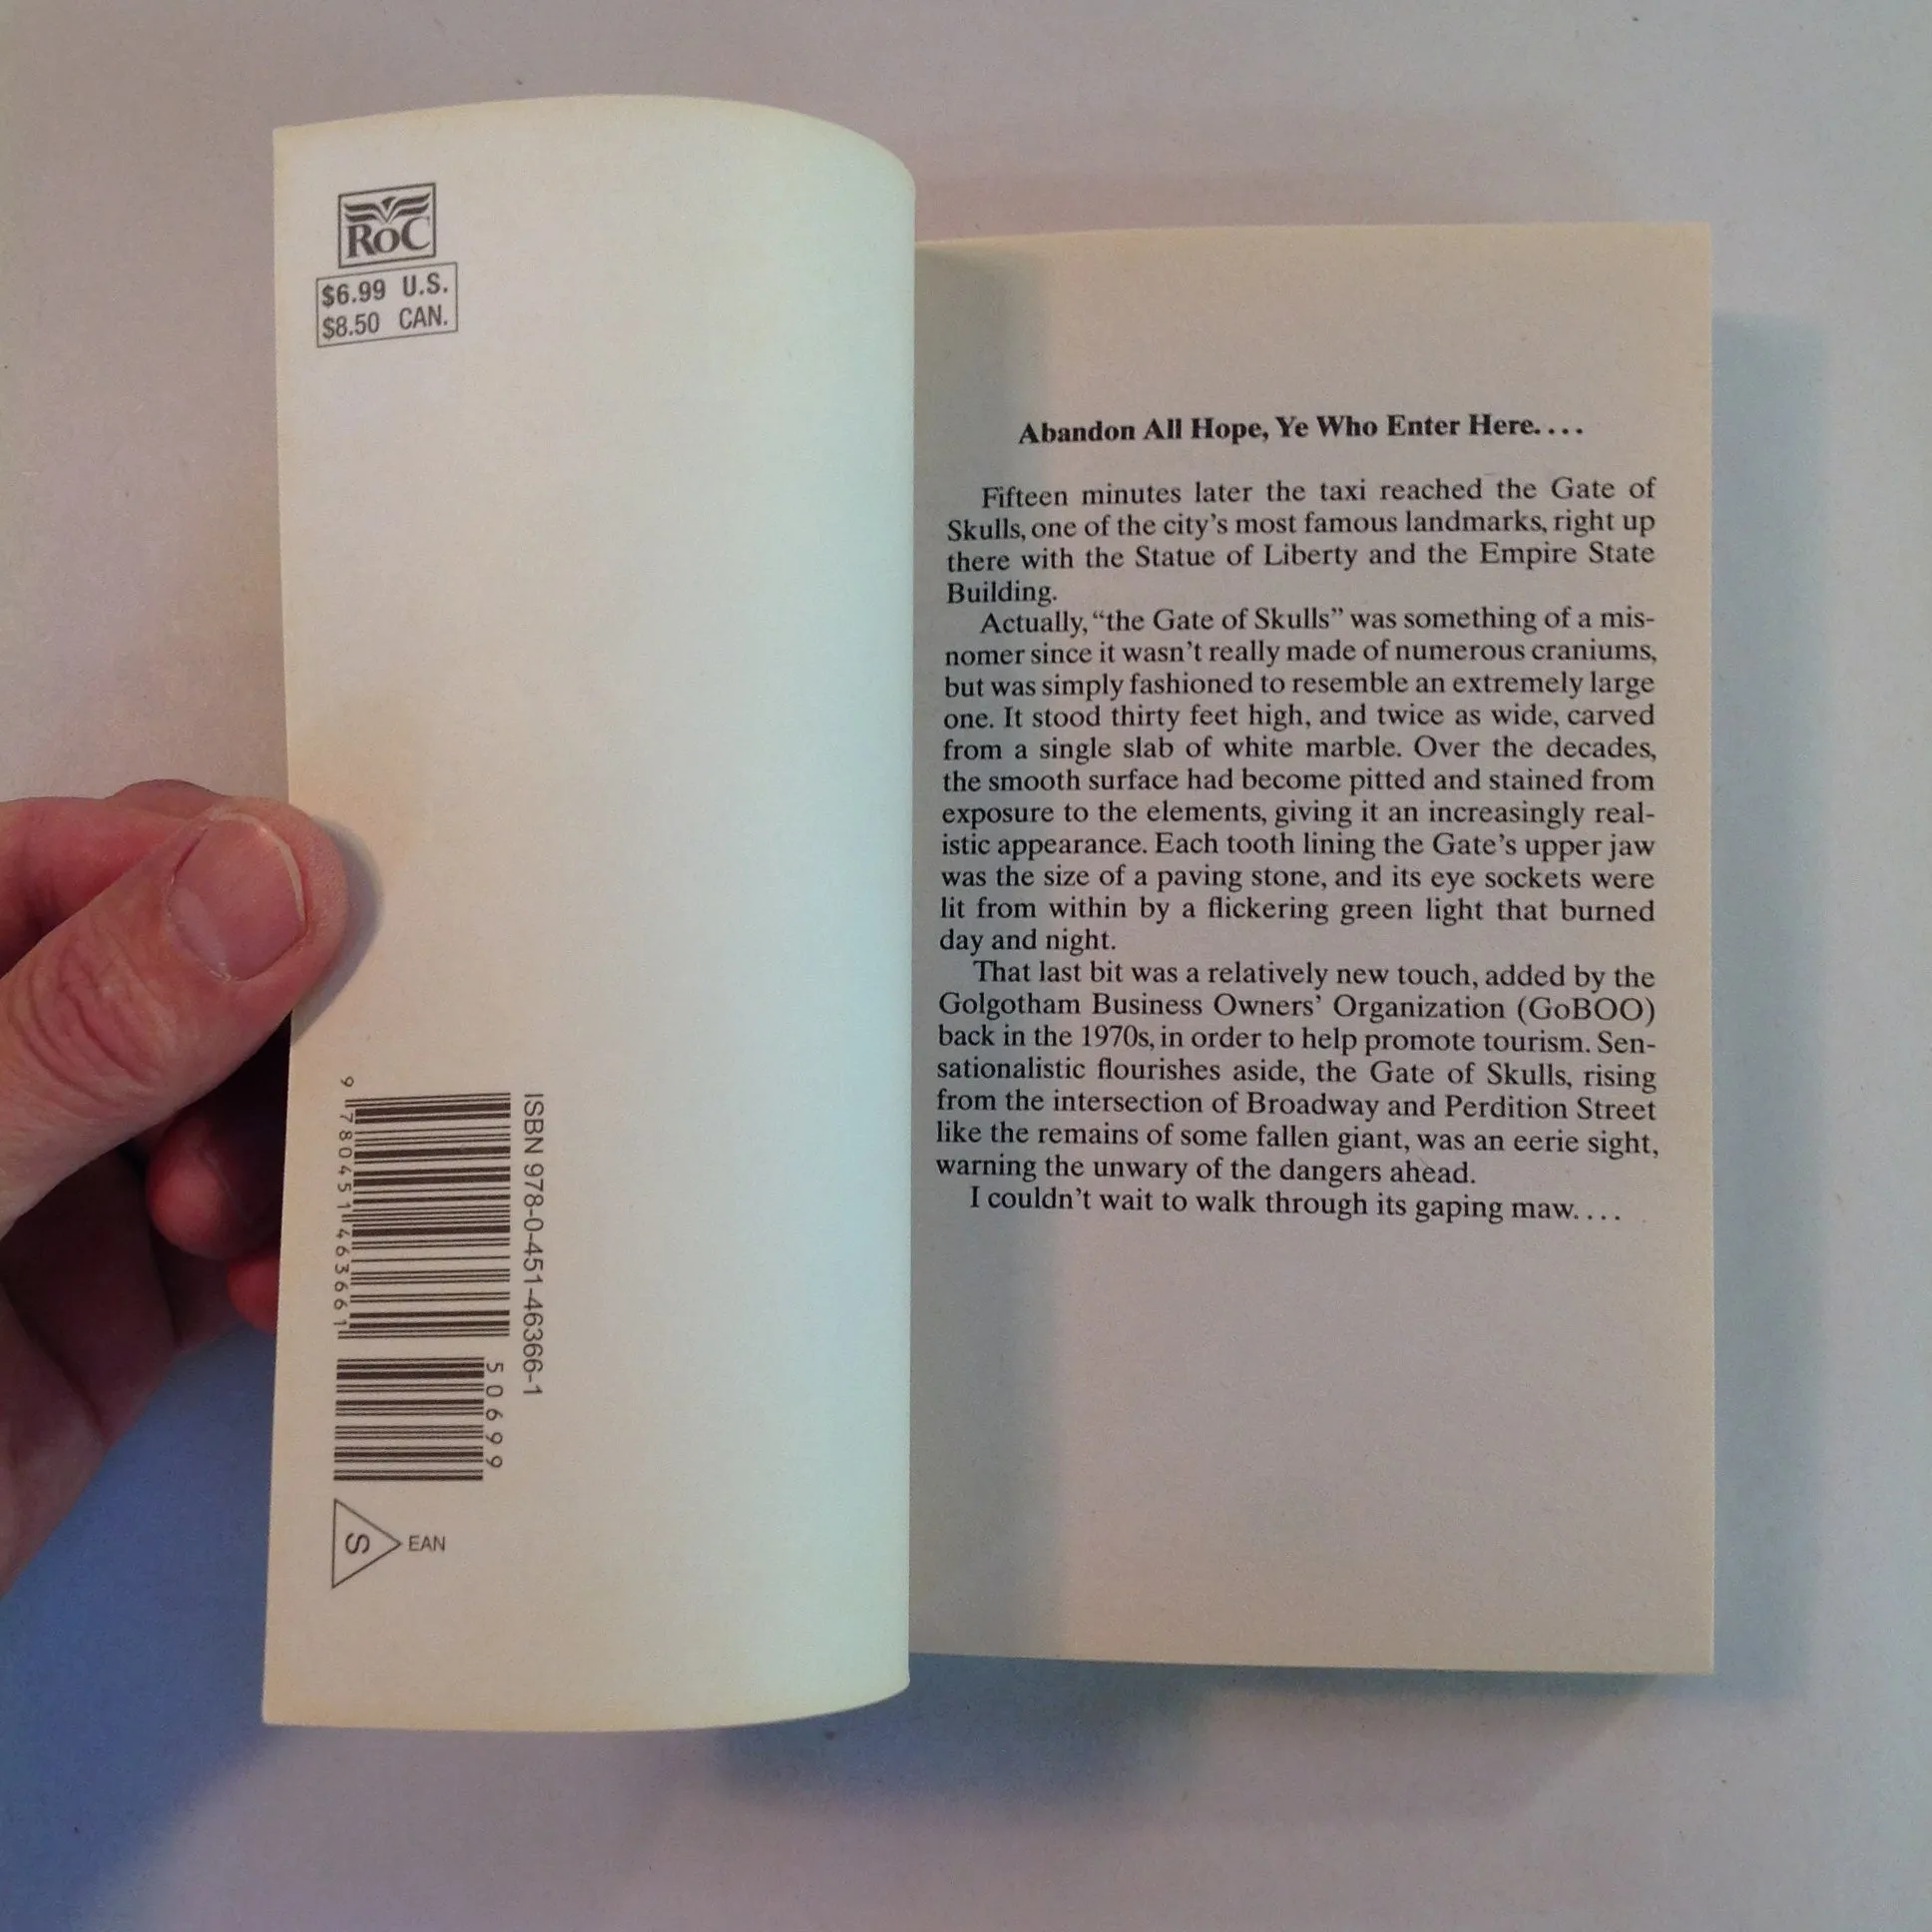 RoC
$6.99 U.S.
$8.50 CAN.
9 780451 463661
ISBN 978-0-451-46366-1
50699
S
EAN
Abandon All Hope, Ye Who Enter Here. . . .
Fifteen minutes later the taxi reached the Gate of
Skulls, one of the city's most famous landmarks, right up
there with the Statue of Liberty and the Empire State
Building.
Actually, “the Gate of Skulls” was something of a mis-
nomer since it wasn't really made of numerous craniums,
but was simply fashioned to resemble an extremely large
one. It stood thirty feet high, and twice as wide, carved
from a single slab of white marble. Over the decades,
the smooth surface had become pitted and stained from
exposure to the elements, giving it an increasingly real-
istic appearance. Each tooth lining the Gate's upper jaw
was the size of a paving stone, and its eye sockets were
lit from within by a flickering green light that burned
day and night.
That last bit was a relatively new touch, added by the
Golgotham Business Owners' Organization (GoBOO)
back in the 1970s, in order to help promote tourism. Sen-
sationalistic flourishes aside, the Gate of Skulls, rising
from the intersection of Broadway and Perdition Street
like the remains of some fallen giant, was an eerie sight,
warning the unwary of the dangers ahead.
I couldn't wait to walk through its gaping maw. . . .